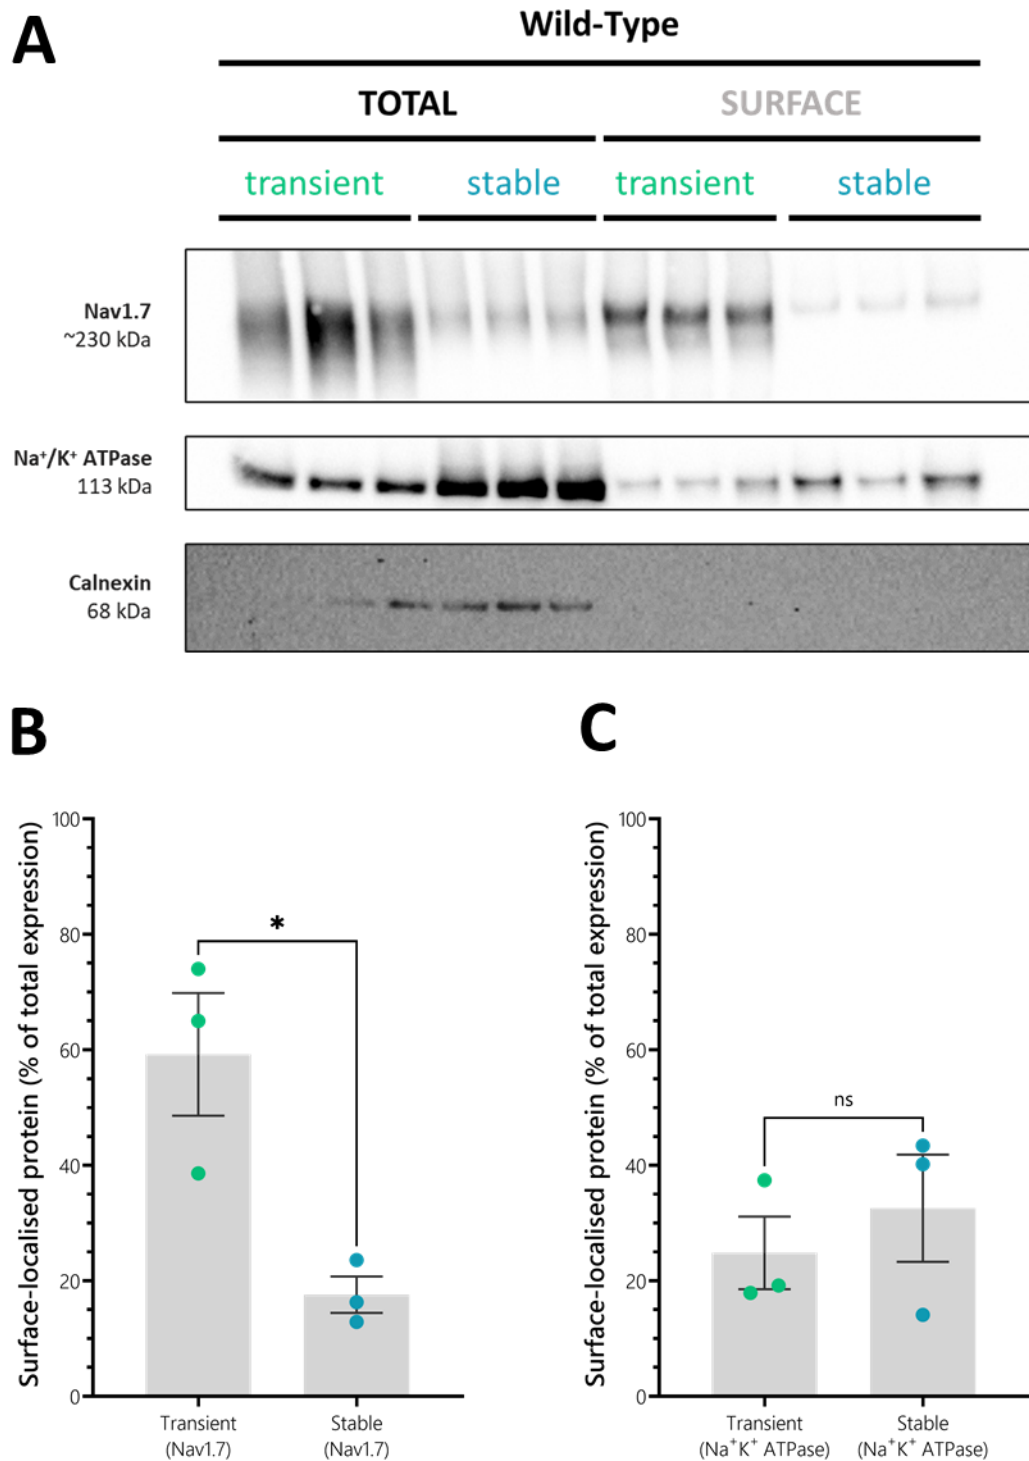 A
Wild-Type
TOTAL
SURFACE
transient
stable
transient
stable
Nav1.7
~230 kDa
Na⁺/K⁺ ATPase
113 kDa
Calnexin
68 kDa
B
Surface-localised protein (% of total expression)
100
80
60
40
20
0
*
Transient
(Nav1.7)
Stable
(Nav1.7)
C
Surface-localised protein (% of total expression)
100
80
60
40
20
0
ns
Transient
(Na⁺K⁺ ATPase)
Stable
(Na⁺K⁺ ATPase)